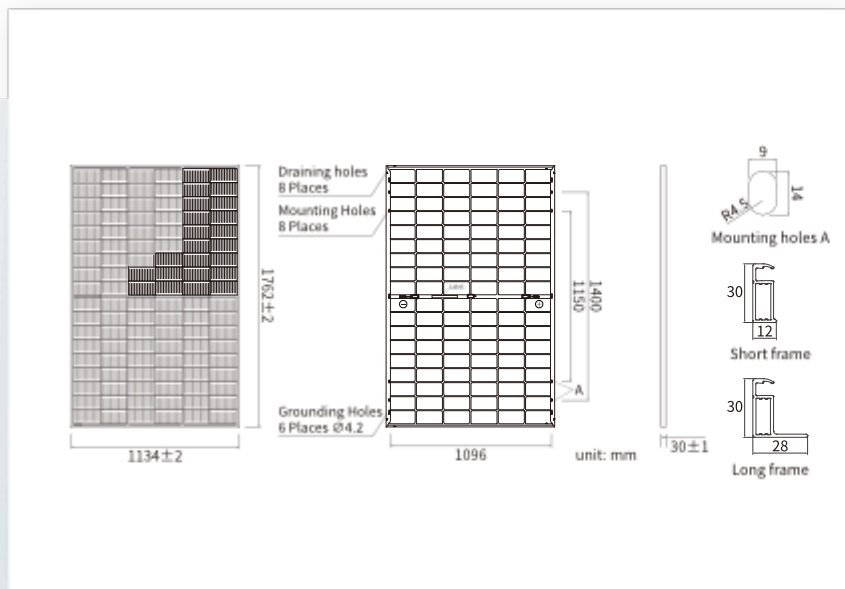 Draining holes
8 Places
Mounting Holes
8 Places
Grounding Holes
6 Places Ø4.2
1762±2
1134±2
1400
1150
A
⊖
⊕
1096
unit: mm
30±1
9
14
R4.5
Mounting holes A
30
12
Short frame
30
28
Long frame